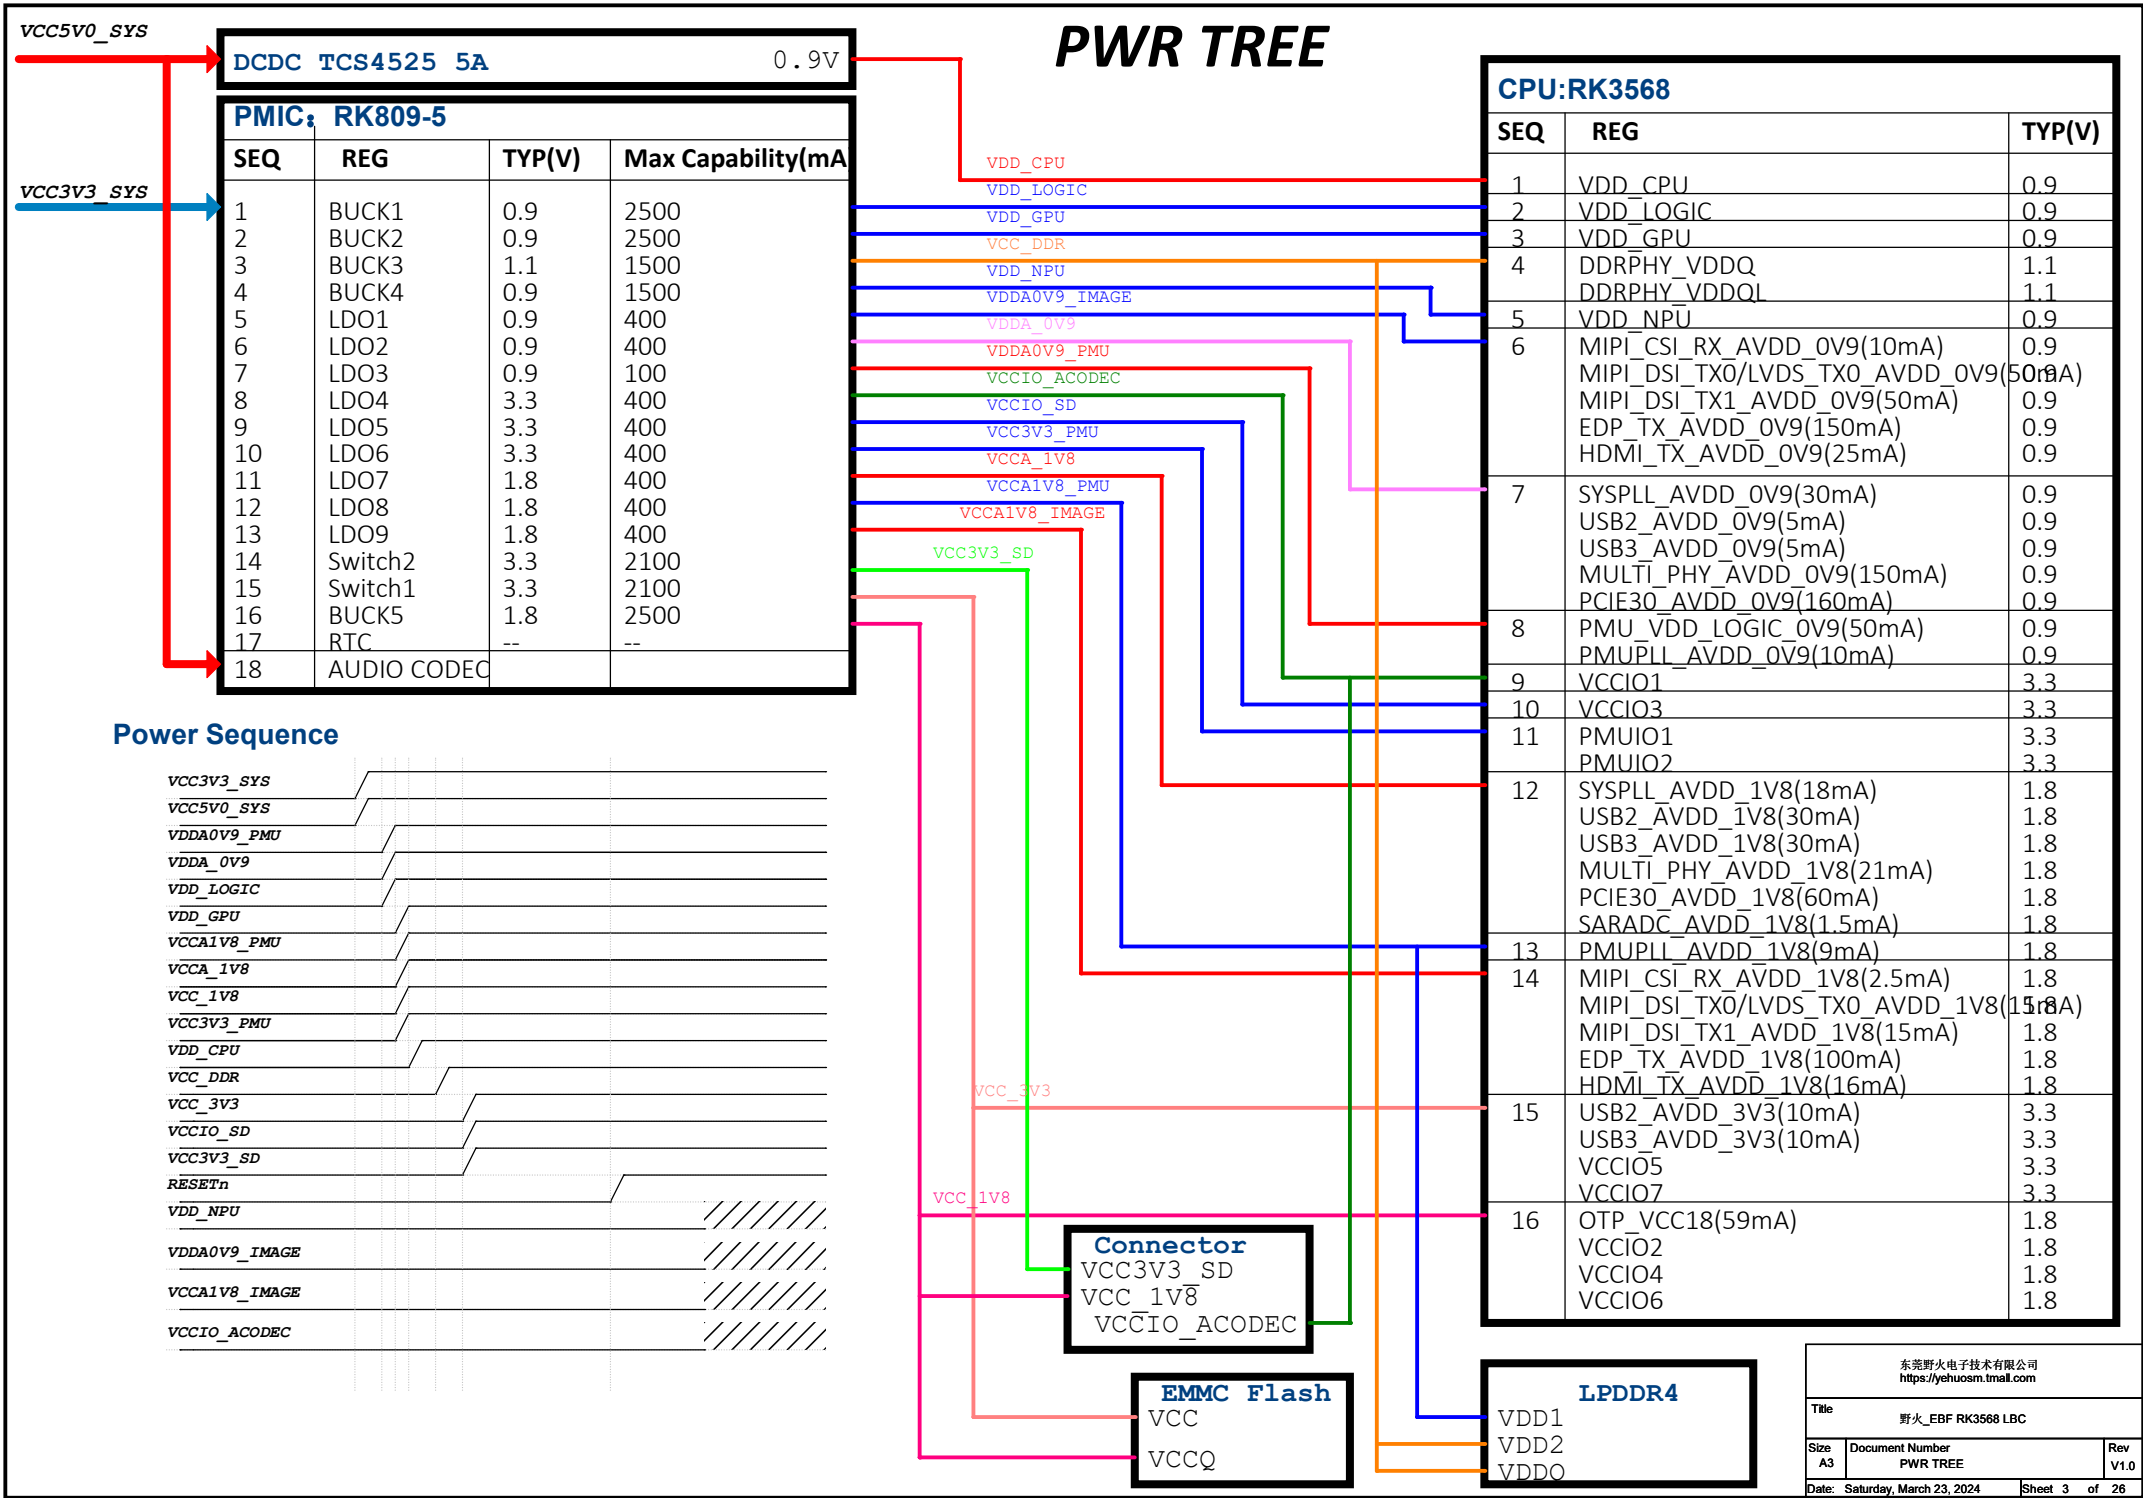 VCC5V0_SYS
PWR TREE
DCDC TCS4525 5A 0.9V
PMIC: RK809-5
SEQ REG TYP(V) Max Capability(mA
VCC3V3_SYS
1 BUCK1 0.9 2500
2 BUCK2 0.9 2500
3 BUCK3 1.1 1500
4 BUCK4 0.9 1500
5 LDO1 0.9 400
6 LDO2 0.9 400
7 LDO3 0.9 100
8 LDO4 3.3 400
9 LDO5 3.3 400
10 LDO6 3.3 400
11 LDO7 1.8 400
12 LDO8 1.8 400
13 LDO9 1.8 400
14 Switch2 3.3 2100
15 Switch1 3.3 2100
16 BUCK5 1.8 2500
17 RTC -- --
18 AUDIO CODEC
VDD_CPU
VDD_LOGIC
VDD_GPU
VCC_DDR
VDD_NPU
VDDA0V9_IMAGE
VDDA_0V9
VDDA0V9_PMU
VCCIO_ACODEC
VCCIO_SD
VCC3V3_PMU
VCCA_1V8
VCCA1V8_PMU
VCCA1V8_IMAGE
VCC3V3_SD
VCC_3V3
VCC_1V8
CPU:RK3568
SEQ REG TYP(V)
1 VDD_CPU 0.9
2 VDD_LOGIC 0.9
3 VDD_GPU 0.9
4 DDRPHY_VDDQ 1.1
DDRPHY_VDDQL 1.1
5 VDD_NPU 0.9
6 MIPI_CSI_RX_AVDD_0V9(10mA) 0.9
MIPI_DSI_TX0/LVDS_TX0_AVDD_0V9(50mA) 0.9
MIPI_DSI_TX1_AVDD_0V9(50mA) 0.9
EDP_TX_AVDD_0V9(150mA) 0.9
HDMI_TX_AVDD_0V9(25mA) 0.9
7 SYSPLL_AVDD_0V9(30mA) 0.9
USB2_AVDD_0V9(5mA) 0.9
USB3_AVDD_0V9(5mA) 0.9
MULTI_PHY_AVDD_0V9(150mA) 0.9
PCIE30_AVDD_0V9(160mA) 0.9
8 PMU_VDD_LOGIC_0V9(50mA) 0.9
PMUPLL_AVDD_0V9(10mA) 0.9
9 VCCIO1 3.3
10 VCCIO3 3.3
11 PMUIO1 3.3
PMUIO2 3.3
12 SYSPLL_AVDD_1V8(18mA) 1.8
USB2_AVDD_1V8(30mA) 1.8
USB3_AVDD_1V8(30mA) 1.8
MULTI_PHY_AVDD_1V8(21mA) 1.8
PCIE30_AVDD_1V8(60mA) 1.8
SARADC_AVDD_1V8(1.5mA) 1.8
13 PMUPLL_AVDD_1V8(9mA) 1.8
14 MIPI_CSI_RX_AVDD_1V8(2.5mA) 1.8
MIPI_DSI_TX0/LVDS_TX0_AVDD_1V8(15mA) 1.8
MIPI_DSI_TX1_AVDD_1V8(15mA) 1.8
EDP_TX_AVDD_1V8(100mA) 1.8
HDMI_TX_AVDD_1V8(16mA) 1.8
15 USB2_AVDD_3V3(10mA) 3.3
USB3_AVDD_3V3(10mA) 3.3
VCCIO5 3.3
VCCIO7 3.3
16 OTP_VCC18(59mA) 1.8
VCCIO2 1.8
VCCIO4 1.8
VCCIO6 1.8
Power Sequence
VCC3V3_SYS
VCC5V0_SYS
VDDA0V9_PMU
VDDA_0V9
VDD_LOGIC
VDD_GPU
VCCA1V8_PMU
VCCA_1V8
VCC_1V8
VCC3V3_PMU
VDD_CPU
VCC_DDR
VCC_3V3
VCCIO_SD
VCC3V3_SD
RESETn
VDD_NPU
VDDA0V9_IMAGE
VCCA1V8_IMAGE
VCCIO_ACODEC
Connector
VCC3V3_SD
VCC_1V8
VCCIO_ACODEC
EMMC Flash
VCC
VCCQ
LPDDR4
VDD1
VDD2
VDDO
东莞野火电子技术有限公司
https://yehuosm.tmall.com
Title
野火_EBF RK3568 LBC
Size Document Number Rev
A3 PWR TREE V1.0
Date: Saturday, March 23, 2024 Sheet 3 of 26